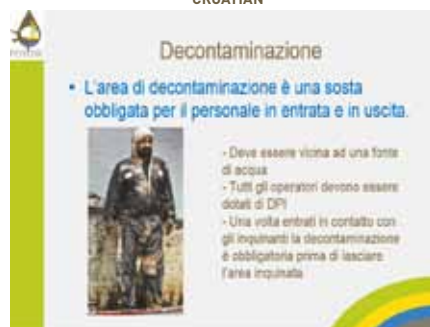 CROATIAN
Decontaminazione
• L'area di decontaminazione è una sosta
obbligata per il personale in entrata e in uscita.
- Deve essere vicina ad una fonte
di acqua
- Tutti gli operatori devono essere
dotati di DPI
- Una volta entrati in contatto con
gli inquinanti la decontaminazione
è obbligatoria prima di lasciare
l'area inquinata